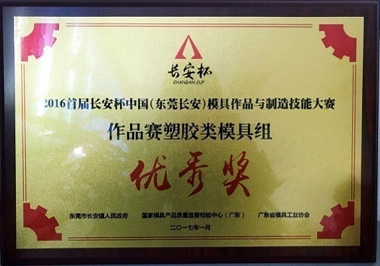 长安杯
CHANGAN CUP
2016首届长安杯中国(东莞长安)模具作品与制造技能大赛
作品赛塑胶类模具组
优秀奖
东莞市长安镇人民政府 国家模具产品质量监督检验中心(广东) 广东省模具工业协会
二〇一七年一月